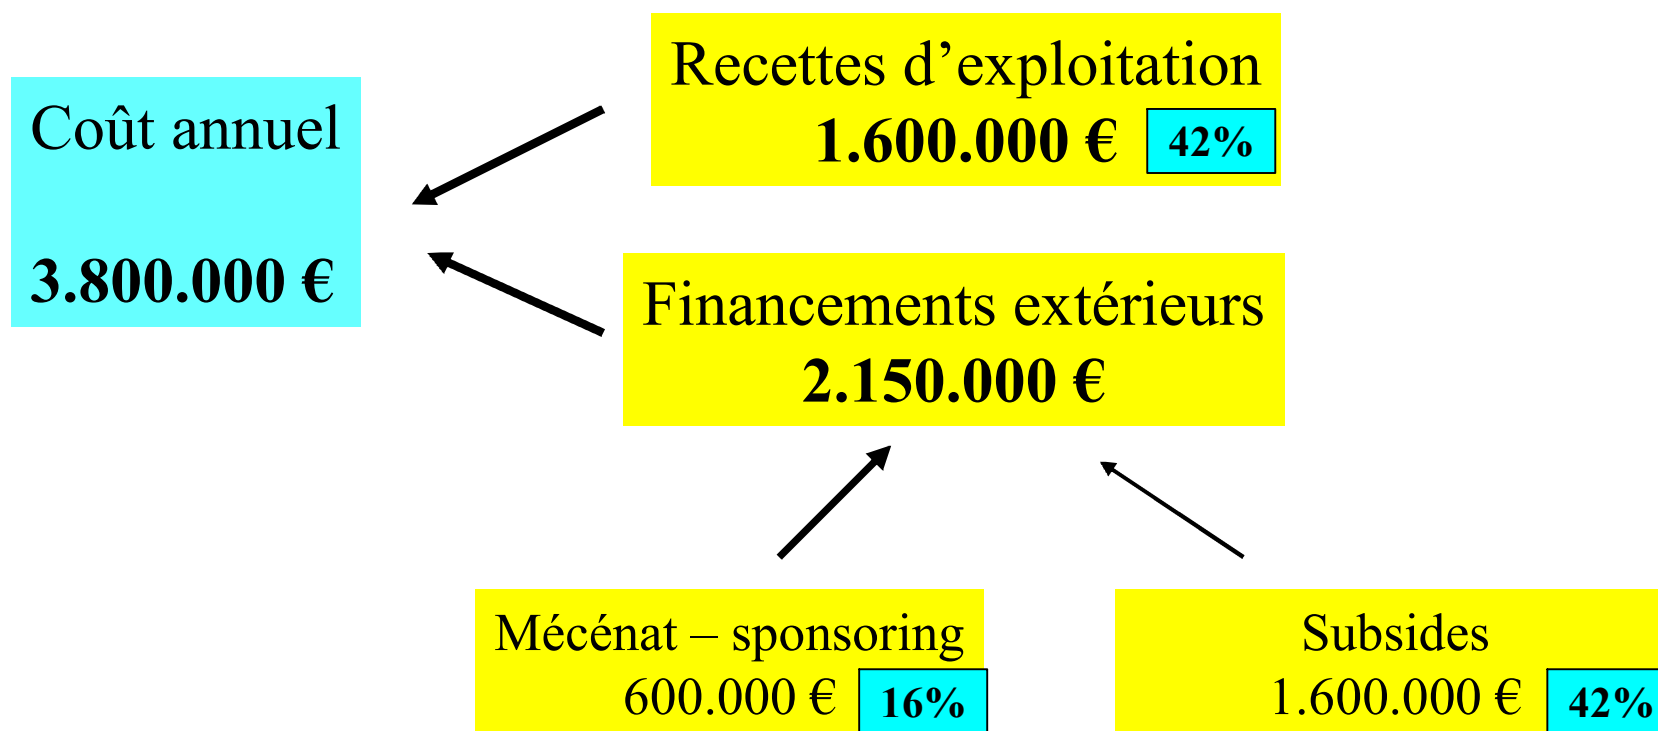 Coût annuel
3.800.000 €
Recettes d’exploitation
1.600.000 € 42%
Financements extérieurs
2.150.000 €
Mécénat – sponsoring
600.000 € 16%
Subsides
1.600.000 € 42%